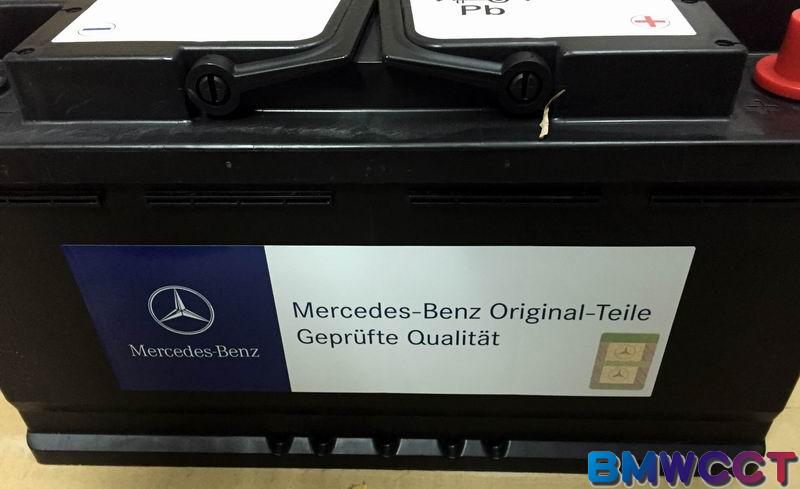 Pb
Mercedes-Benz Original-Teile
Geprüfte Qualität
Mercedes-Benz
BMWCCT